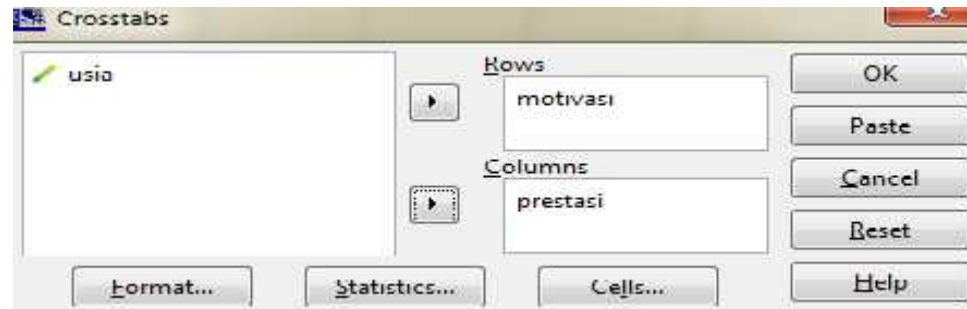 Crosstabs
usia
Rows
motivasi
Columns
prestasi
OK
Paste
Cancel
Reset
Help
Format...
Statistics...
Cells...